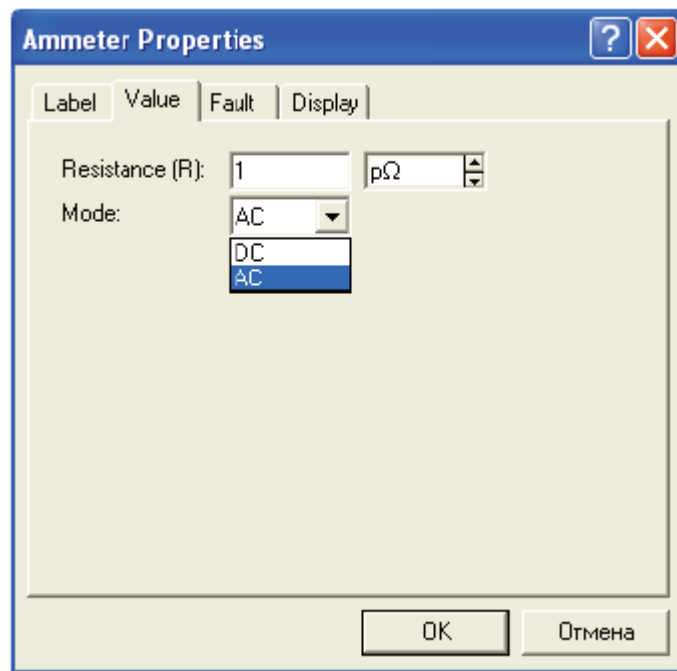 Ammeter Properties
Label Value Fault Display
Resistance (R): 1 pΩ
Mode: AC
DC
AC
OK Отмена